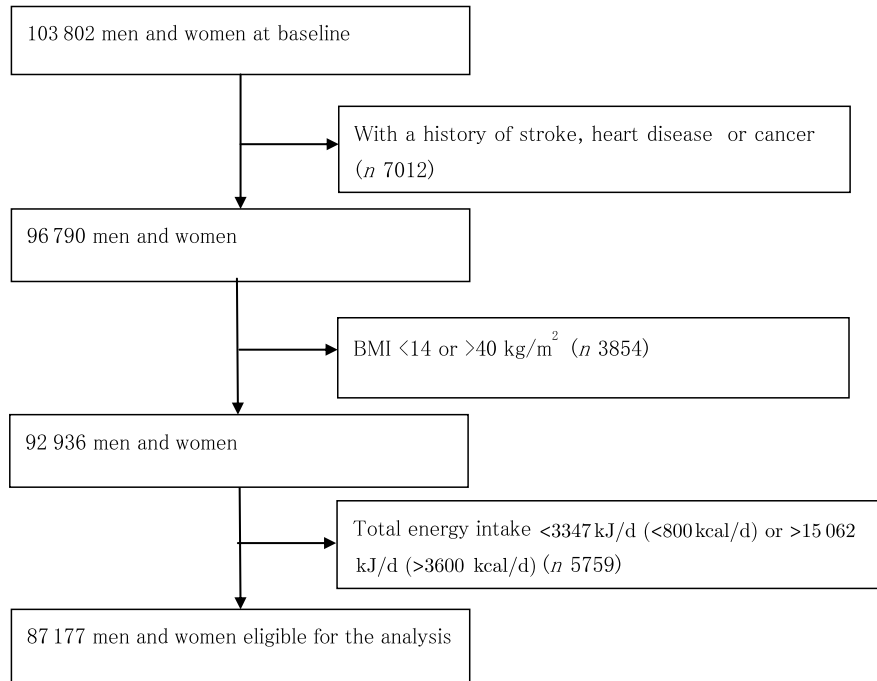 103 802 men and women at baseline
With a history of stroke, heart disease or cancer
(n 7012)
96 790 men and women
BMI <14 or >40 kg/m²  (n 3854)
92 936 men and women
Total energy intake <3347 kJ/d (<800 kcal/d) or >15 062
kJ/d (>3600 kcal/d) (n 5759)
87 177 men and women eligible for the analysis